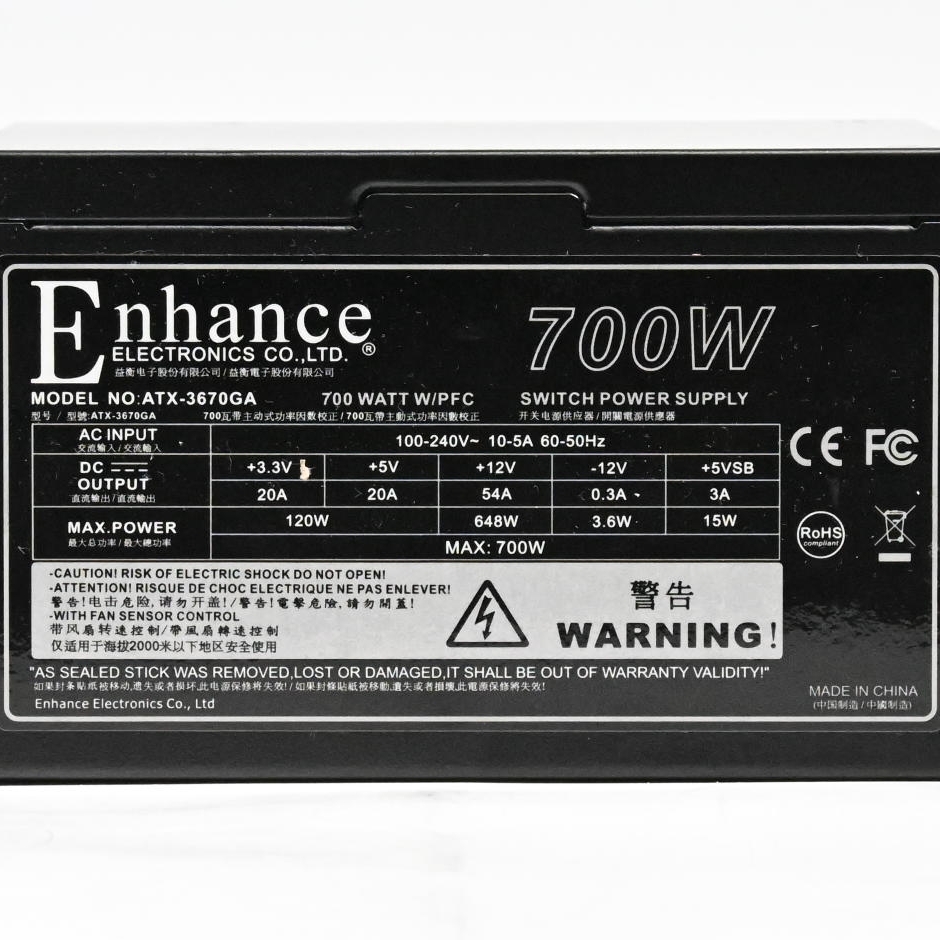 Enhance
ELECTRONICS CO.,LTD. ®
益衡电子股份有限公司/益衡電子股份有限公司
700W
MODEL NO:ATX-3670GA 700 WATT W/PFC SWITCH POWER SUPPLY
型号 / 型號:ATX-3670GA 700瓦带主动式功率因数校正/700瓦帶主動式功率因數校正 开关电源供应器/開關電源供應器
AC INPUT 100-240V~ 10-5A 60-50Hz
交流输入/交流輸入
DC OUTPUT +3.3V +5V +12V -12V +5VSB
直流输出/直流輸出 20A 20A 54A 0.3A 3A
MAX.POWER 120W 648W 3.6W 15W
最大总功率/最大總功率 MAX: 700W
CE FC
RoHS
compliant
-CAUTION! RISK OF ELECTRIC SHOCK DO NOT OPEN!
-ATTENTION! RISQUE DE CHOC ELECTRIQUE NE PAS ENLEVER!
警告!电击危险,请勿开盖!/警告!電擊危險,請勿開蓋!
-WITH FAN SENSOR CONTROL
带风扇转速控制/帶風扇轉速控制
仅适用于海拔2000米以下地区安全使用
警告
WARNING!
"AS SEALED STICK WAS REMOVED,LOST OR DAMAGED,IT SHALL BE OUT OF WARRANTY VALIDITY!"
如果封条贴纸被移动,遗失或者损坏,此电源保修将失效!/如果封條貼紙被移動,遺失或者損壞,此電源保修將失效!
Enhance Electronics Co., Ltd
MADE IN CHINA
(中国制造/中國製造)